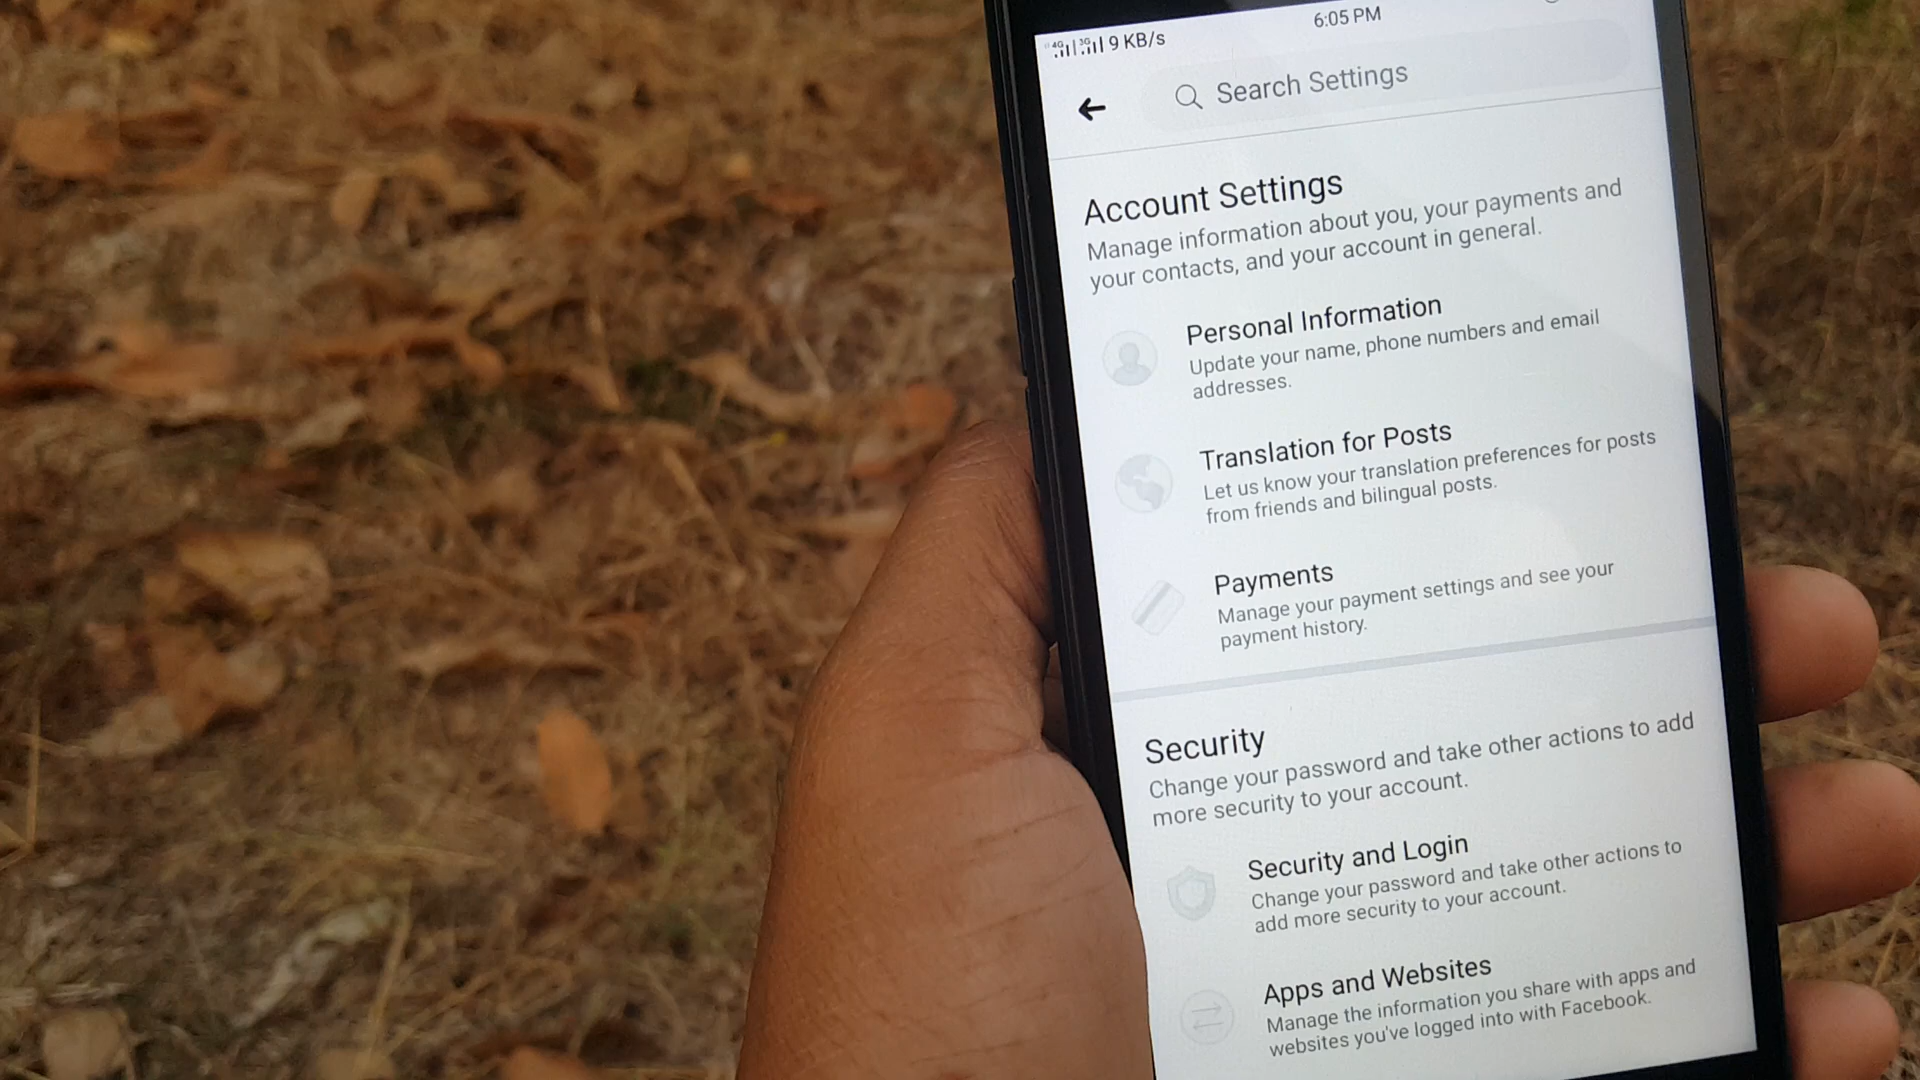 6:05 PM
4G 3G 9 KB/s
Search Settings
Account Settings
Manage information about you, your payments and
your contacts, and your account in general.
Personal Information
Update your name, phone numbers and email
addresses.
Translation for Posts
Let us know your translation preferences for posts
from friends and bilingual posts.
Payments
Manage your payment settings and see your
payment history.
Security
Change your password and take other actions to add
more security to your account.
Security and Login
Change your password and take other actions to
add more security to your account.
Apps and Websites
Manage the information you share with apps and
websites you've logged into with Facebook.